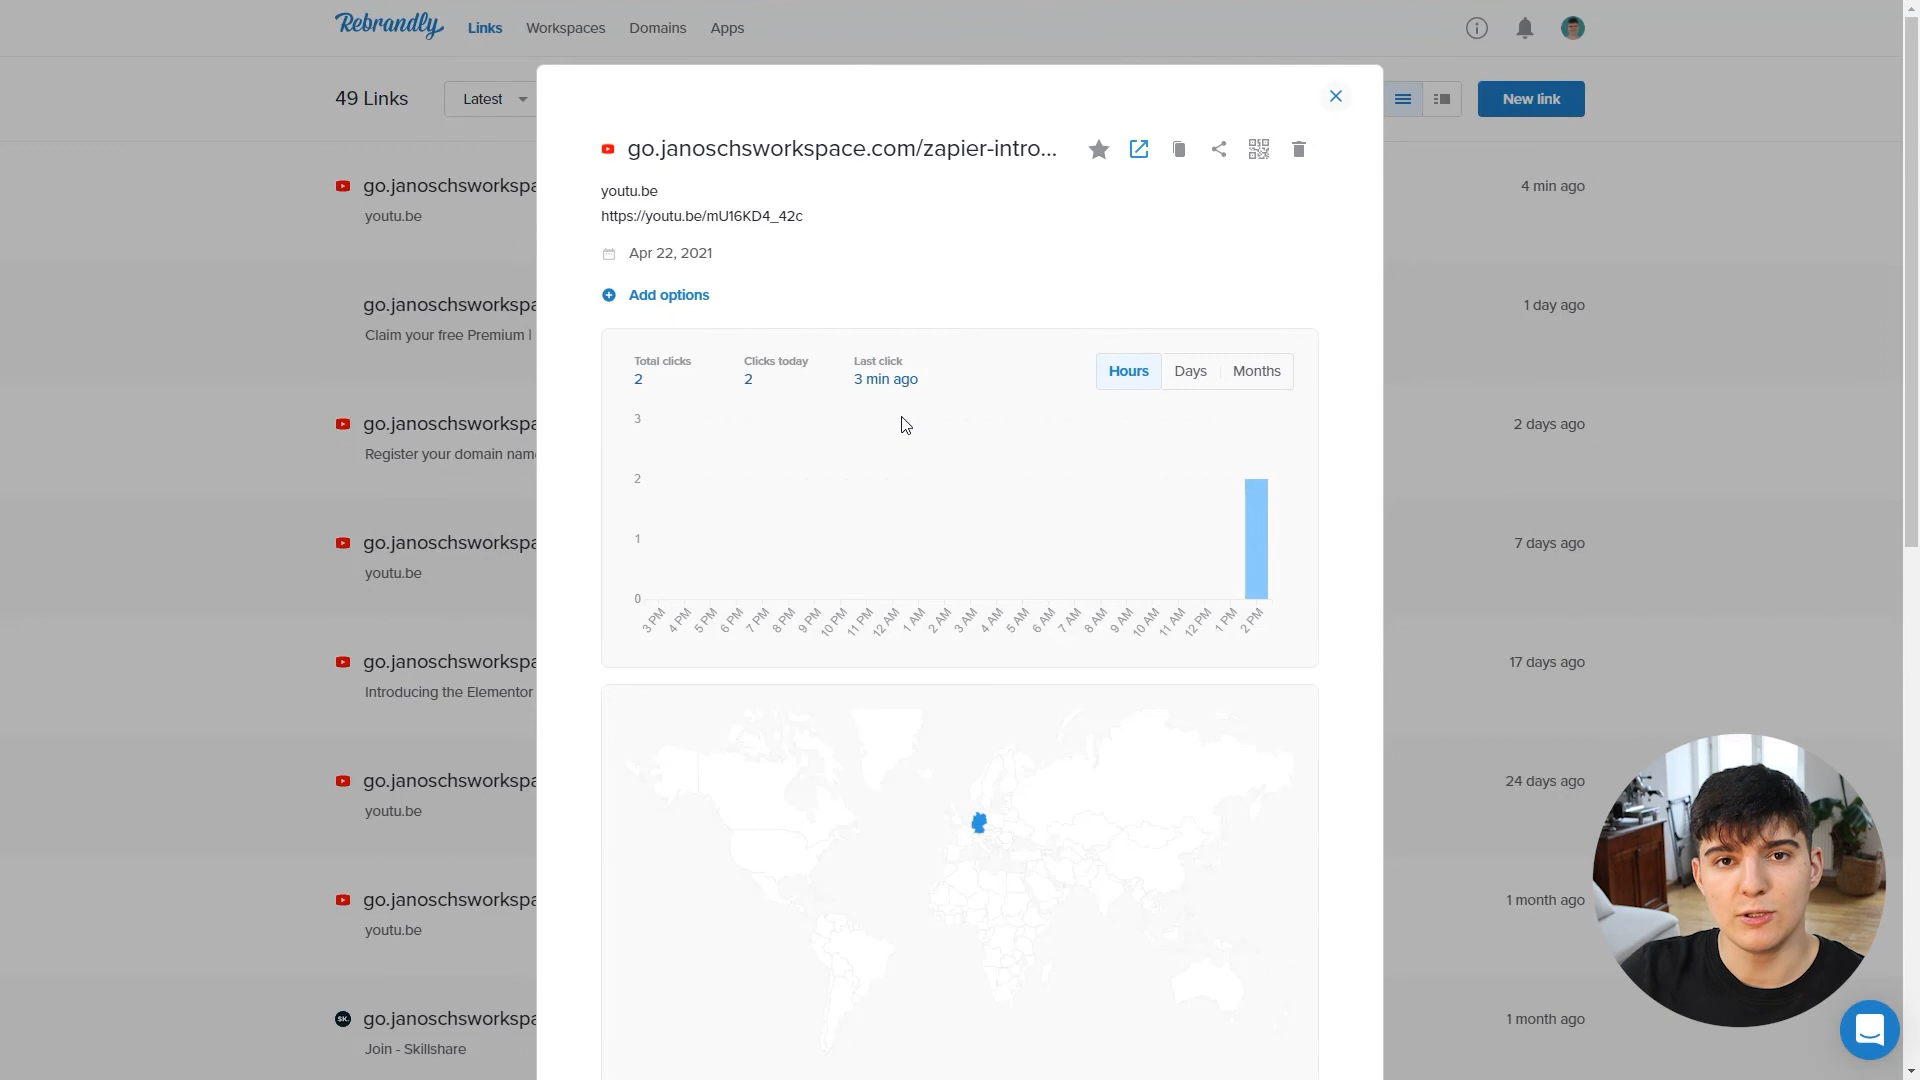 Rebrandly Links Workspaces Domains Apps
49 Links Latest New link
go.janoschsworkspace.com/zapier-intro...
youtu.be
https://youtu.be/mU16KD4_42c
Apr 22, 2021
Add options
Total clicks Clicks today Last click
2 2 3 min ago
Hours Days Months
3
2
1
0
3 PM 4 PM 5 PM 6 PM 7 PM 8 PM 9 PM 10 PM 11 PM 12 AM 1 AM 2 AM 3 AM 4 AM 5 AM 6 AM 7 AM 8 AM 9 AM 10 AM 11 AM 12 PM 1 PM 2 PM
go.janoschsworkspa 4 min ago
youtu.be
go.janoschsworkspa 1 day ago
Claim your free Premium |
go.janoschsworkspa 2 days ago
Register your domain nam
go.janoschsworkspa 7 days ago
youtu.be
go.janoschsworkspa 17 days ago
Introducing the Elementor
go.janoschsworkspa 24 days ago
youtu.be
go.janoschsworkspa 1 month ago
youtu.be
SK. go.janoschsworkspa 1 month ago
Join - Skillshare